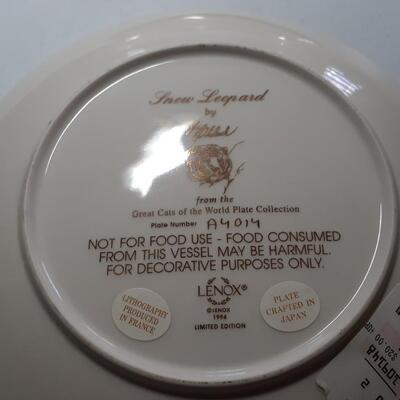 Snow Leopard
by
from the
Great Cats of the World Plate Collection
Plate Number A4014
NOT FOR FOOD USE - FOOD CONSUMED
FROM THIS VESSEL MAY BE HARMFUL.
FOR DECORATIVE PURPOSES ONLY.
LENOX®
©LENOX
1994
LIMITED EDITION
LITHOGRAPHY
PRODUCED
IN FRANCE
PLATE
CRAFTED IN
JAPAN